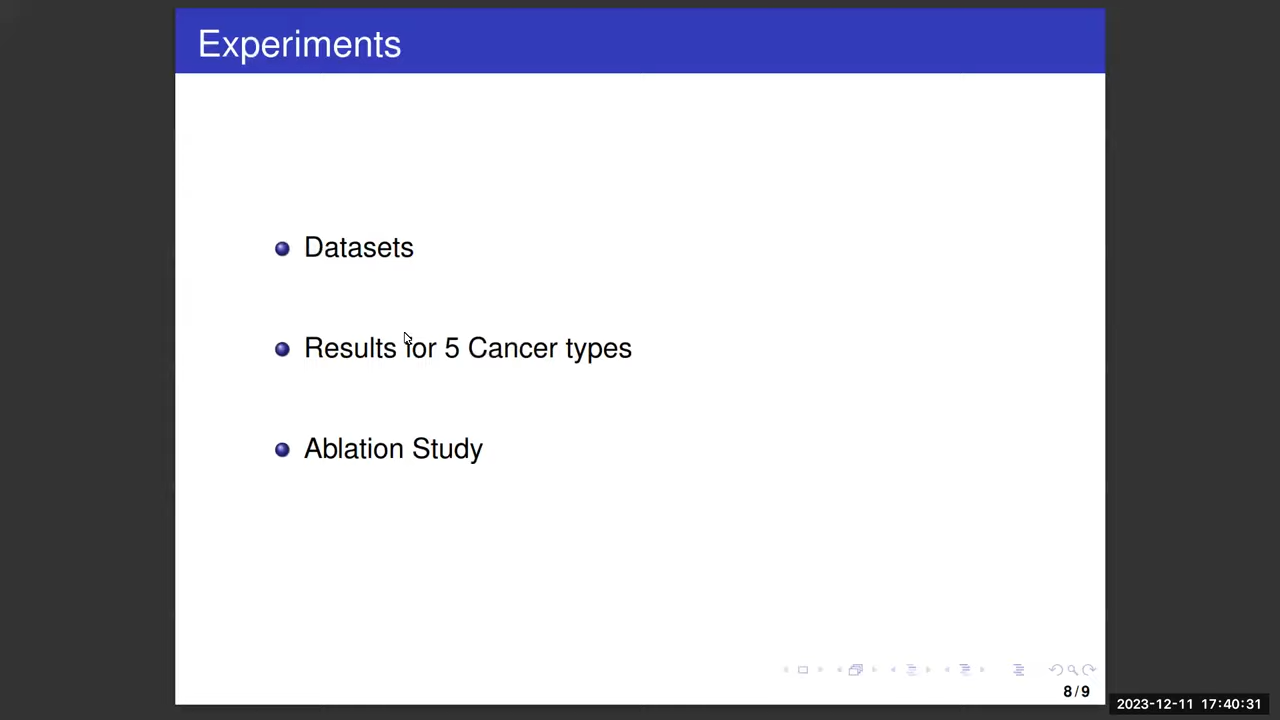 Experiments
Datasets
Results for 5 Cancer types
Ablation Study
8/9
2023-12-11 17:40:31